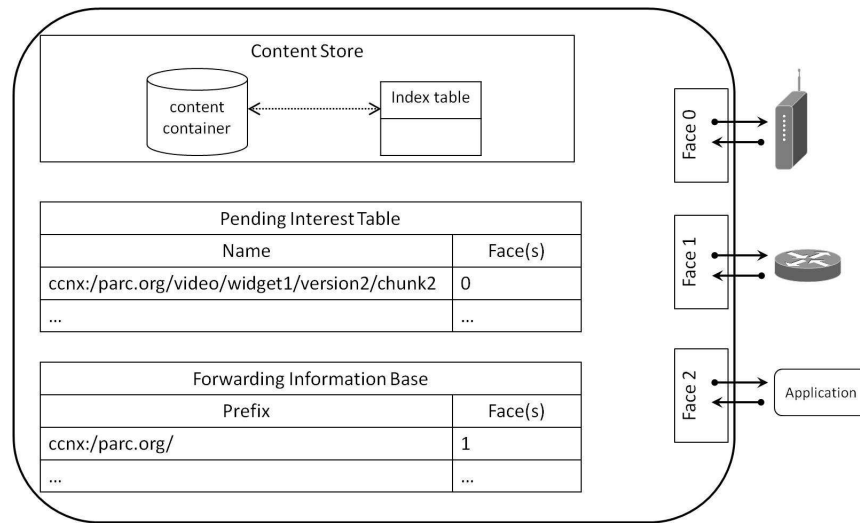 Content Store
content
container
Index table
Pending Interest Table
Name Face(s)
ccnx:/parc.org/video/widget1/version2/chunk2 0
... ...
Forwarding Information Base
Prefix Face(s)
ccnx:/parc.org/ 1
... ...
Face 0
Face 1
Face 2
Application